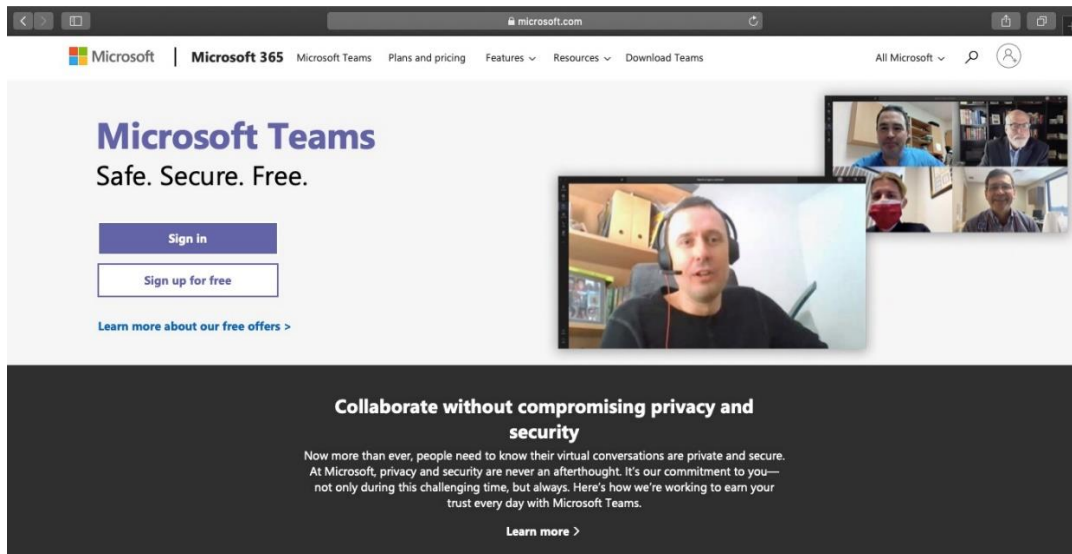 microsoft.com
Microsoft | Microsoft 365 Microsoft Teams Plans and pricing Features Resources Download Teams All Microsoft
Microsoft Teams
Safe. Secure. Free.
Sign in
Sign up for free
Learn more about our free offers >
Collaborate without compromising privacy and
security
Now more than ever, people need to know their virtual conversations are private and secure.
At Microsoft, privacy and security are never an afterthought. It's our commitment to you—
not only during this challenging time, but always. Here's how we're working to earn your
trust every day with Microsoft Teams.
Learn more >